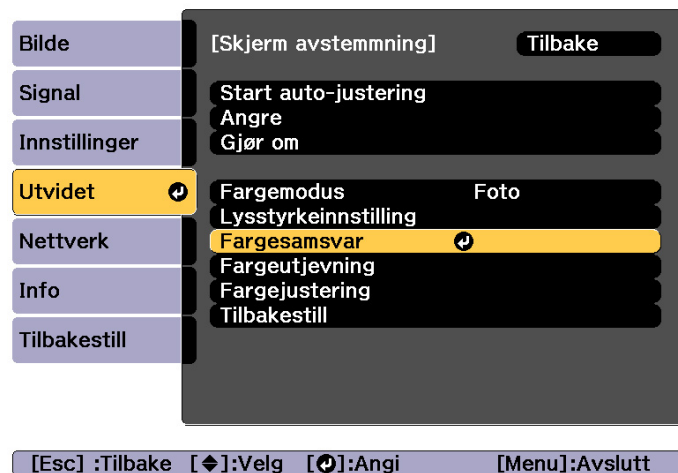 Bilde
Signal
Innstillinger
Utvidet
Nettverk
Info
Tilbakestill
[Skjerm avstemmning] Tilbake
Start auto-justering
Angre
Gjør om
Fargemodus Foto
Lysstyrkeinnstilling
Fargesamsvar
Fargeutjevning
Fargejustering
Tilbakestill
[Esc] :Tilbake [◆]:Velg [↵]:Angi [Menu]:Avslutt